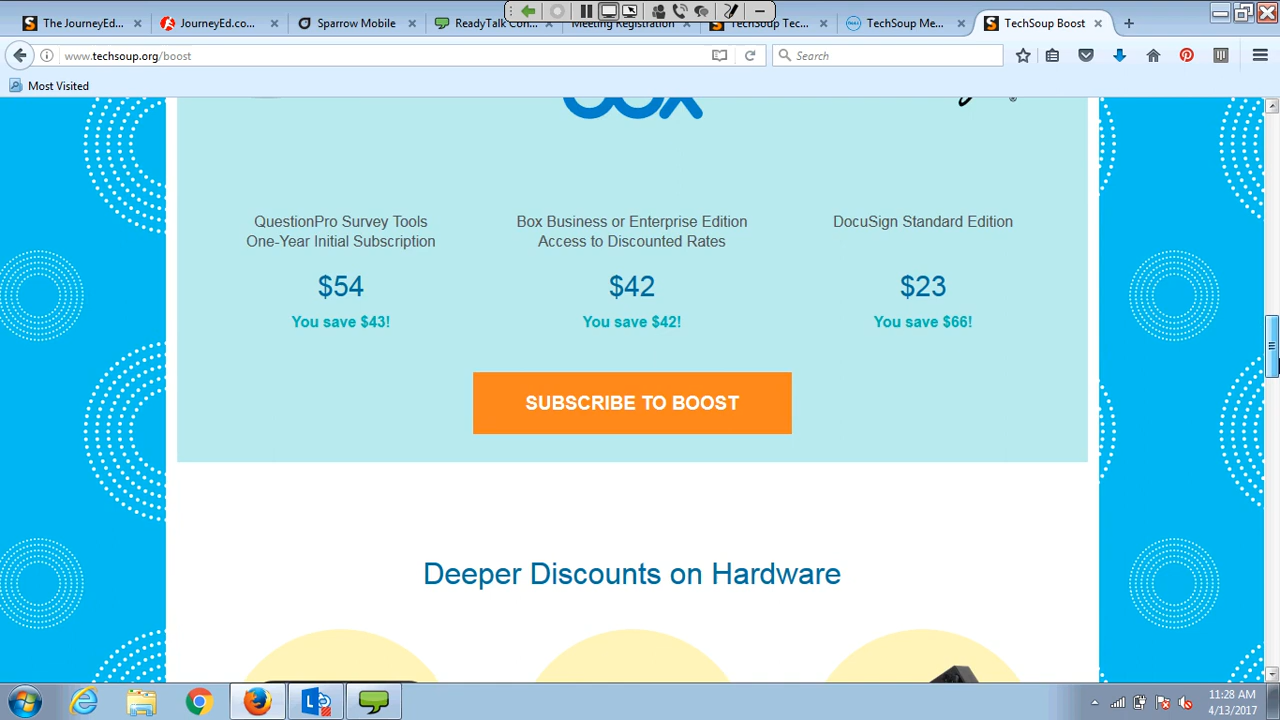 The JourneyEd....
JourneyEd.co...
Sparrow Mobile
ReadyTalk Con...
Meeting Registration
TechSoup Tec...
TechSoup Me...
TechSoup Boost
www.techsoup.org/boost
Search
Most Visited
box
QuestionPro Survey Tools
One-Year Initial Subscription
$54
You save $43!
Box Business or Enterprise Edition
Access to Discounted Rates
$42
You save $42!
DocuSign Standard Edition
$23
You save $66!
SUBSCRIBE TO BOOST
Deeper Discounts on Hardware
11:28 AM
4/13/2017